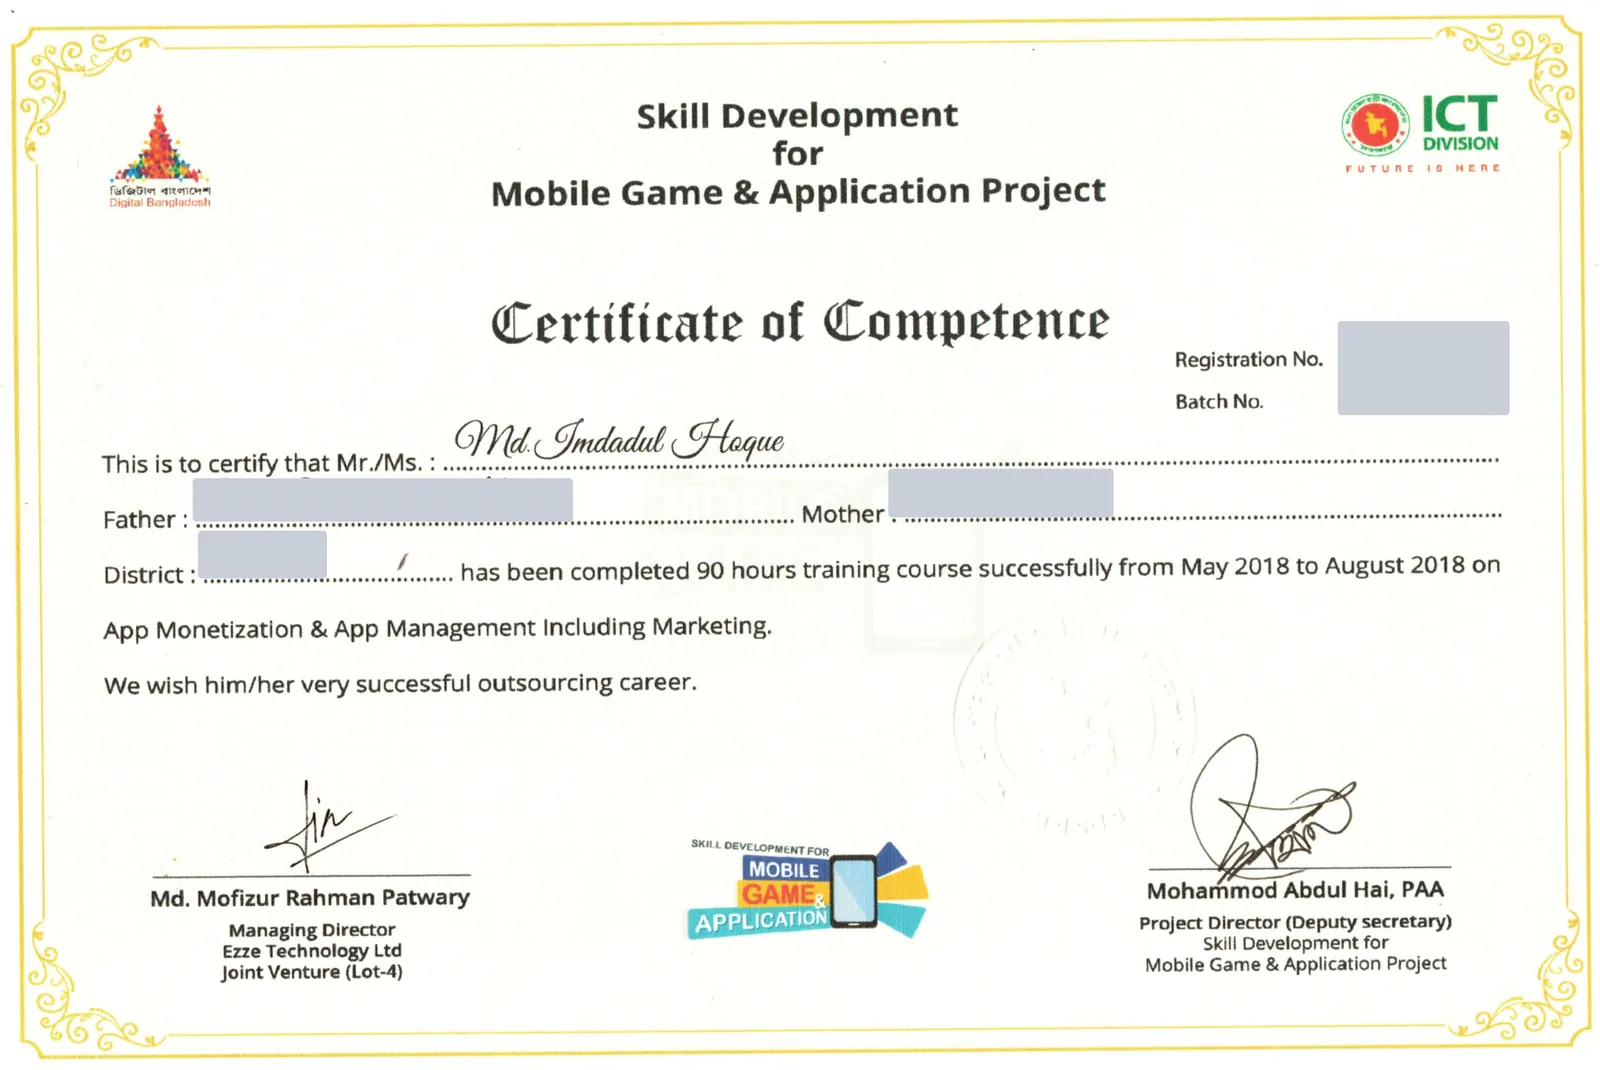 Skill Development
for
Mobile Game & Application Project
ডিজিটাল বাংলাদেশ
Digital Bangladesh
ICT
DIVISION
FUTURE IS HERE
Certificate of Competence
Registration No.
Batch No.
This is to certify that Mr./Ms. : Md. Imdadul Hoque
Father : Mother :
District : has been completed 90 hours training course successfully from May 2018 to August 2018 on
App Monetization & App Management Including Marketing.
We wish him/her very successful outsourcing career.
Md. Mofizur Rahman Patwary
Managing Director
Ezze Technology Ltd
Joint Venture (Lot-4)
SKILL DEVELOPMENT FOR
MOBILE
GAME &
APPLICATION
Mohammod Abdul Hai, PAA
Project Director (Deputy secretary)
Skill Development for
Mobile Game & Application Project